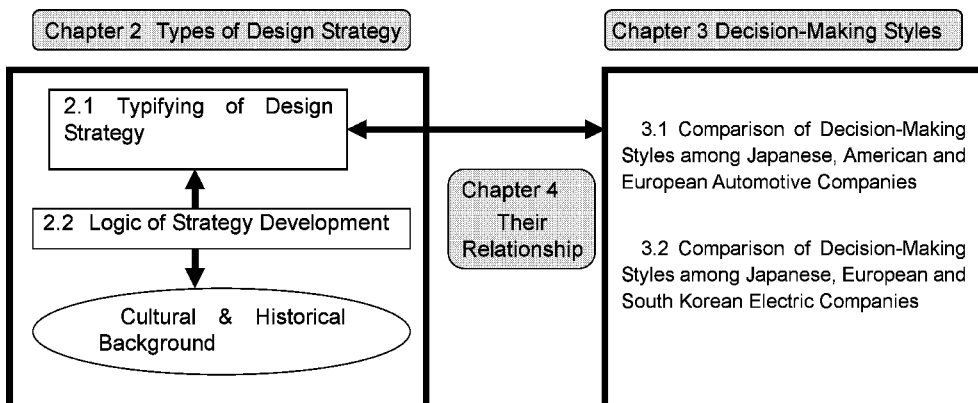 Chapter 2 Types of Design Strategy
2.1 Typifying of Design
Strategy
2.2 Logic of Strategy Development
Cultural & Historical
Background
Chapter 4
Their
Relationship
Chapter 3 Decision-Making Styles
3.1 Comparison of Decision-Making
Styles among Japanese, American and
European Automotive Companies
3.2 Comparison of Decision-Making
Styles among Japanese, European and
South Korean Electric Companies